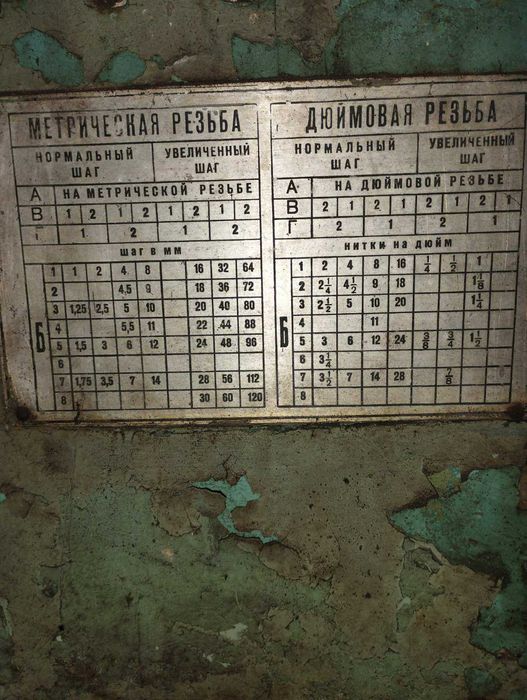 МЕТРИЧЕСКАЯ РЕЗЬБА
НОРМАЛЬНЫЙ ШАГ УВЕЛИЧЕННЫЙ ШАГ
А НА МЕТРИЧЕСКОЙ РЕЗЬБЕ
В 1 2 1 2 1 2 1 2
Г 1 2 1 2
шаг в мм
Б
1 1 2 4 8 16 32 64
2 4,5 9 18 36 72
3 1,25 2,5 5 10 20 40 80
4 5,5 11 22 44 88
5 1,5 3 6 12 24 48 96
6
7 1,75 3,5 7 14 28 56 112
8 30 60 120
ДЮЙМОВАЯ РЕЗЬБА
НОРМАЛЬНЫЙ ШАГ УВЕЛИЧЕННЫЙ ШАГ
А НА ДЮЙМОВОЙ РЕЗЬБЕ
В 2 1 2 1 2 1 2 1
Г 2 1 2 1
нитки на дюйм
Б
1 2 4 8 16 1/4 1/2 1
2 2 1/4 4 1/2 9 18 1 1/8
3 2 1/2 5 10 20 1 1/4
4 11
5 3 6 12 24 3/8 3/4 1 1/2
6 3 1/4
7 3 1/2 7 14 28 7/8
8